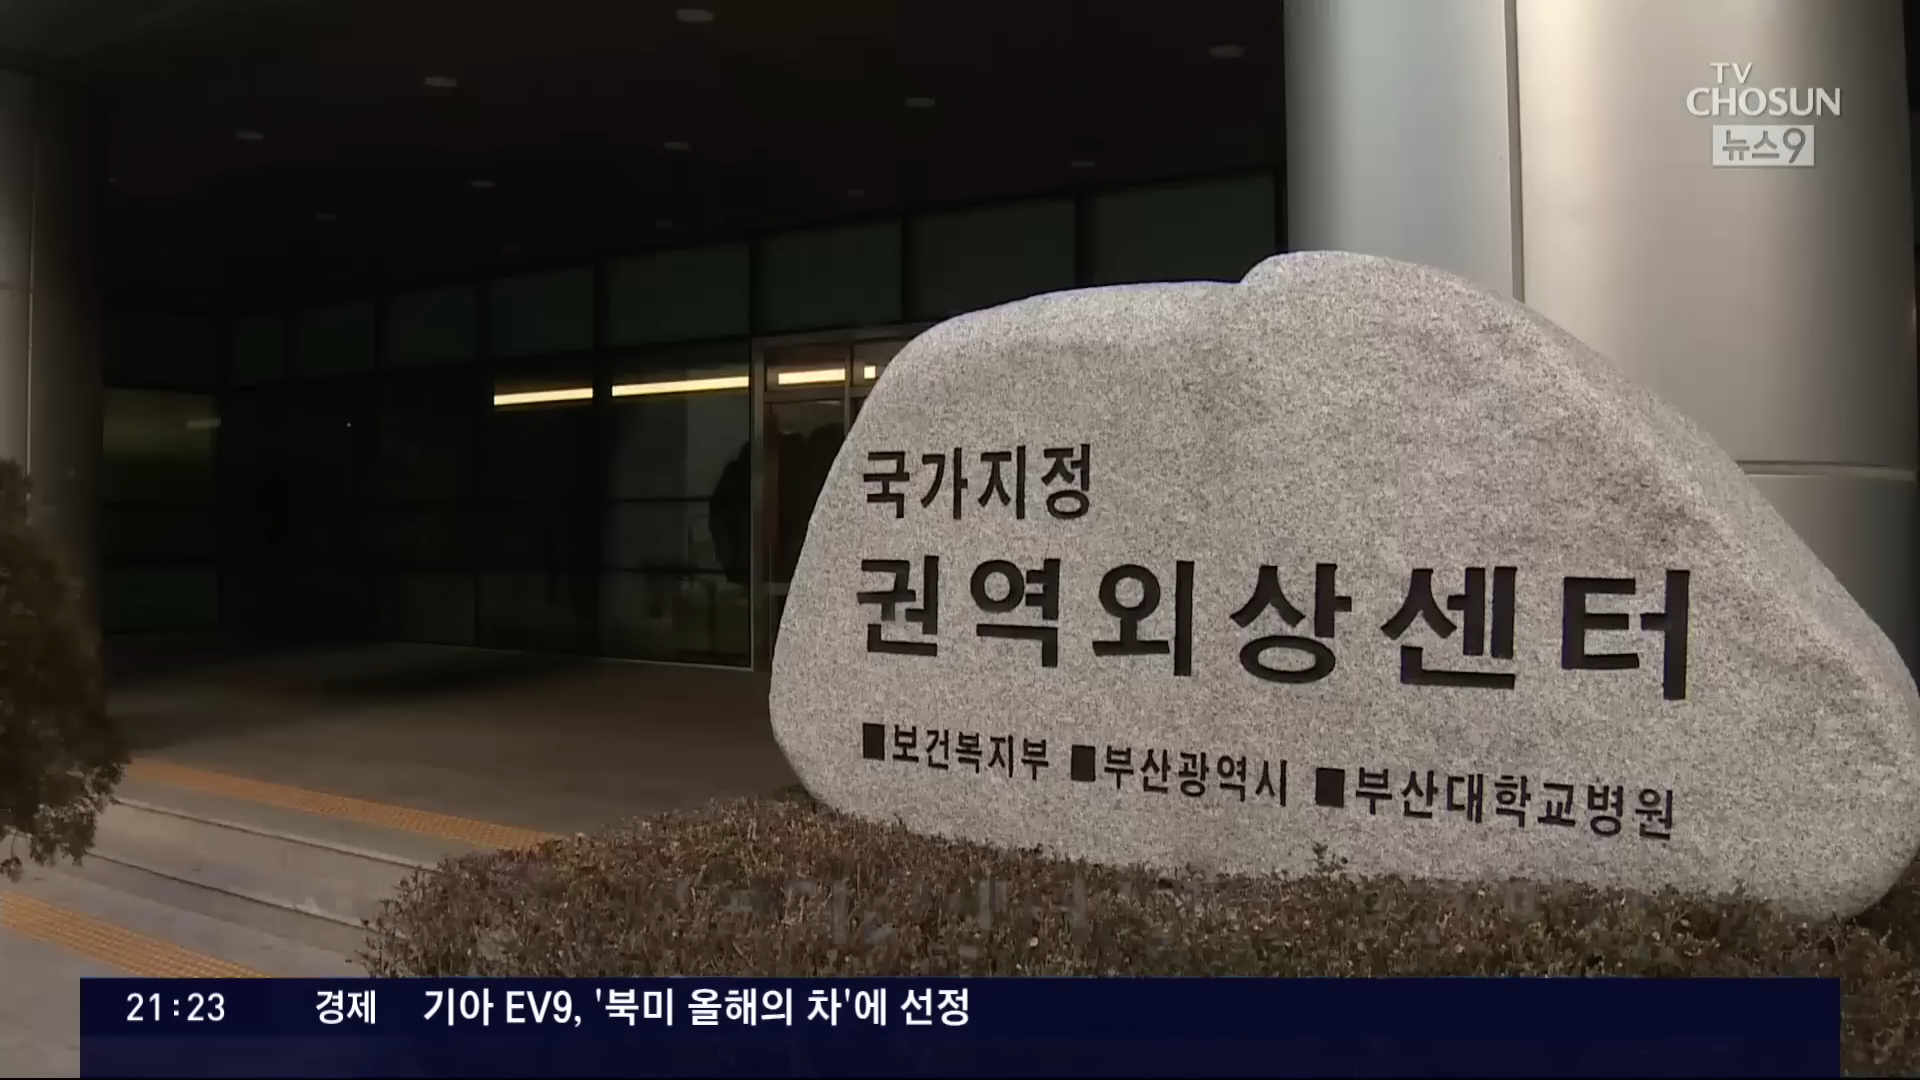 TV
CHOSUN
뉴스9
국가지정
권역외상센터
■보건복지부 ■부산광역시 ■부산대학교병원
21:23 경제 기아 EV9, '북미 올해의 차'에 선정